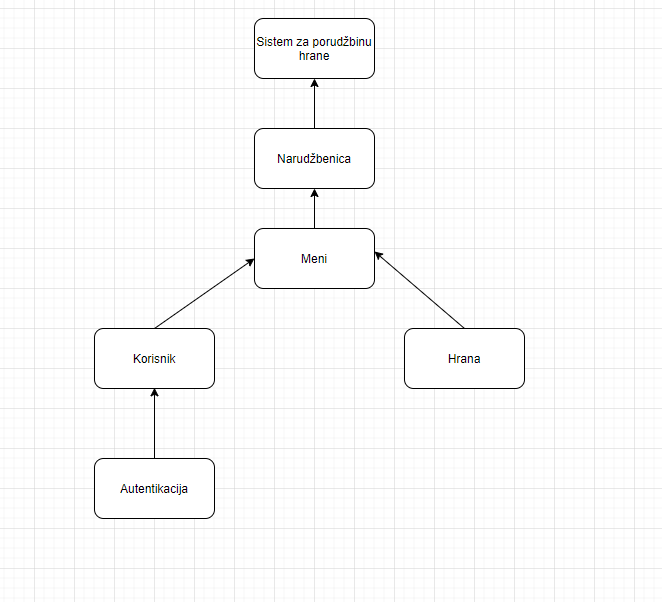 Sistem za porudžbinu
hrane
Narudžbenica
Meni
Korisnik
Hrana
Autentikacija